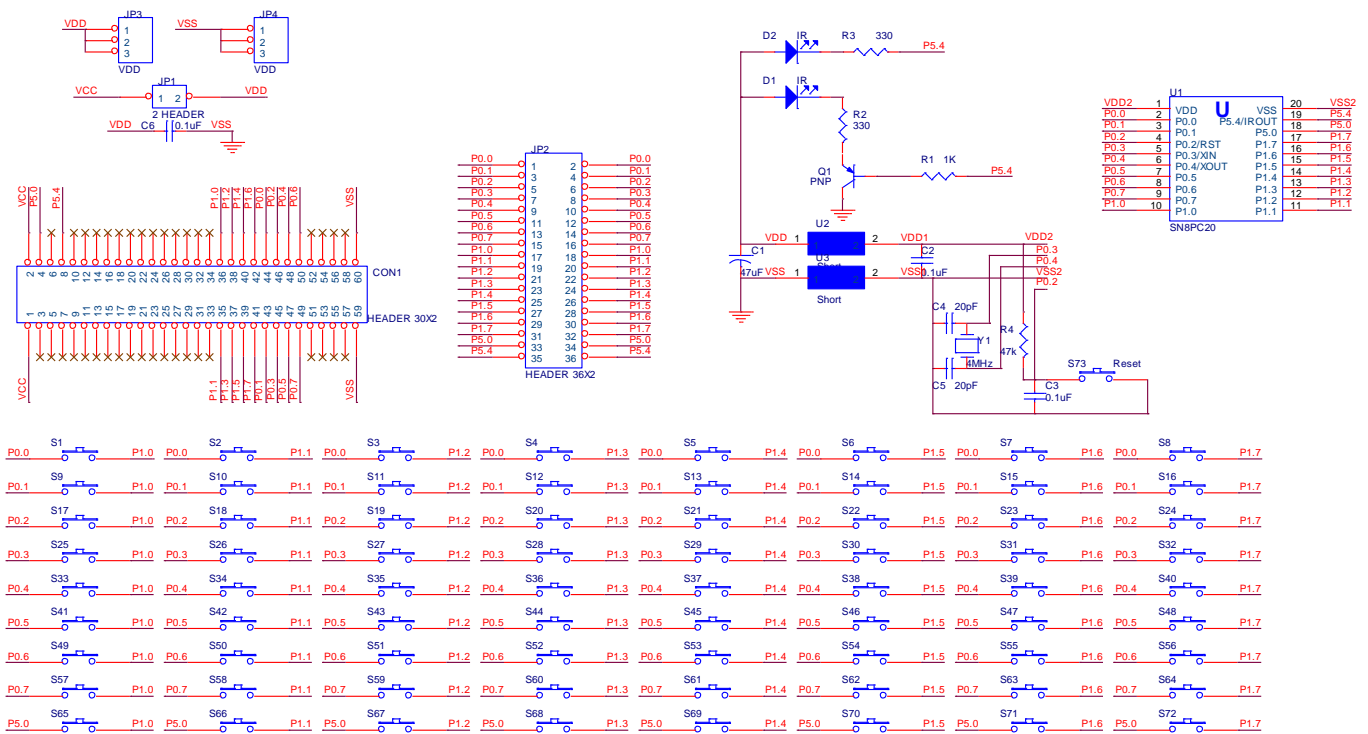 JP3
VDD 1
2
3
VDD
JP4
VSS 1
2
3
VDD
JP1
VCC 1 2 VDD
2 HEADER
VDD C6 0.1uF VSS
VCC P5.0 P5.4 P1.0 P1.2 P1.4 P1.6 P0.0 P0.2 P0.4 P0.6 VSS
2 4 6 8 10 12 14 16 18 20 22 24 26 28 30 32 34 36 38 40 42 44 46 48 50 52 54 56 58 60
CON1
1 3 5 7 9 11 13 15 17 19 21 23 25 27 29 31 33 35 37 39 41 43 45 47 49 51 53 55 57 59
HEADER 30X2
VCC P1.1 P1.3 P1.5 P1.7 P0.1 P0.3 P0.5 P0.7 VSS
JP2
P0.0 1 2 P0.0
P0.1 3 4 P0.1
P0.2 5 6 P0.2
P0.3 7 8 P0.3
P0.4 9 10 P0.4
P0.5 11 12 P0.5
P0.6 13 14 P0.6
P0.7 15 16 P0.7
P1.0 17 18 P1.0
P1.1 19 20 P1.1
P1.2 21 22 P1.2
P1.3 23 24 P1.3
P1.4 25 26 P1.4
P1.5 27 28 P1.5
P1.6 29 30 P1.6
P1.7 31 32 P1.7
P5.0 33 34 P5.0
P5.4 35 36 P5.4
HEADER 36X2
D2 IR R3 330 P5.4
D1 IR
R2
330
Q1
PNP
R1 1K P5.4
U2
VDD 1 2 VDD1 VDD2
Short
C1
47uF
U3
VSS 1 2 VSS
Short
C2
0.1uF
P0.3
P0.4
VSS2
P0.2
C4 20pF
Y1
4MHz
C5 20pF
R4
47k
S73 Reset
C3
0.1uF
U1
U
VDD2 1 VDD VSS 20 VSS2
P0.0 2 P0.0 P5.4/IROUT 19 P5.4
P0.1 3 P0.1 P5.0 18 P5.0
P0.2 4 P0.2/RST P1.7 17 P1.7
P0.3 5 P0.3/XIN P1.6 16 P1.6
P0.4 6 P0.4/XOUT P1.5 15 P1.5
P0.5 7 P0.5 P1.4 14 P1.4
P0.6 8 P0.6 P1.3 13 P1.3
P0.7 9 P0.7 P1.2 12 P1.2
P1.0 10 P1.0 P1.1 11 P1.1
SN8PC20
S1 S2 S3 S4 S5 S6 S7 S8
P0.0 P1.0 P0.0 P1.1 P0.0 P1.2 P0.0 P1.3 P0.0 P1.4 P0.0 P1.5 P0.0 P1.6 P0.0 P1.7
S9 S10 S11 S12 S13 S14 S15 S16
P0.1 P1.0 P0.1 P1.1 P0.1 P1.2 P0.1 P1.3 P0.1 P1.4 P0.1 P1.5 P0.1 P1.6 P0.1 P1.7
S17 S18 S19 S20 S21 S22 S23 S24
P0.2 P1.0 P0.2 P1.1 P0.2 P1.2 P0.2 P1.3 P0.2 P1.4 P0.2 P1.5 P0.2 P1.6 P0.2 P1.7
S25 S26 S27 S28 S29 S30 S31 S32
P0.3 P1.0 P0.3 P1.1 P0.3 P1.2 P0.3 P1.3 P0.3 P1.4 P0.3 P1.5 P0.3 P1.6 P0.3 P1.7
S33 S34 S35 S36 S37 S38 S39 S40
P0.4 P1.0 P0.4 P1.1 P0.4 P1.2 P0.4 P1.3 P0.4 P1.4 P0.4 P1.5 P0.4 P1.6 P0.4 P1.7
S41 S42 S43 S44 S45 S46 S47 S48
P0.5 P1.0 P0.5 P1.1 P0.5 P1.2 P0.5 P1.3 P0.5 P1.4 P0.5 P1.5 P0.5 P1.6 P0.5 P1.7
S49 S50 S51 S52 S53 S54 S55 S56
P0.6 P1.0 P0.6 P1.1 P0.6 P1.2 P0.6 P1.3 P0.6 P1.4 P0.6 P1.5 P0.6 P1.6 P0.6 P1.7
S57 S58 S59 S60 S61 S62 S63 S64
P0.7 P1.0 P0.7 P1.1 P0.7 P1.2 P0.7 P1.3 P0.7 P1.4 P0.7 P1.5 P0.7 P1.6 P0.7 P1.7
S65 S66 S67 S68 S69 S70 S71 S72
P5.0 P1.0 P5.0 P1.1 P5.0 P1.2 P5.0 P1.3 P5.0 P1.4 P5.0 P1.5 P5.0 P1.6 P5.0 P1.7